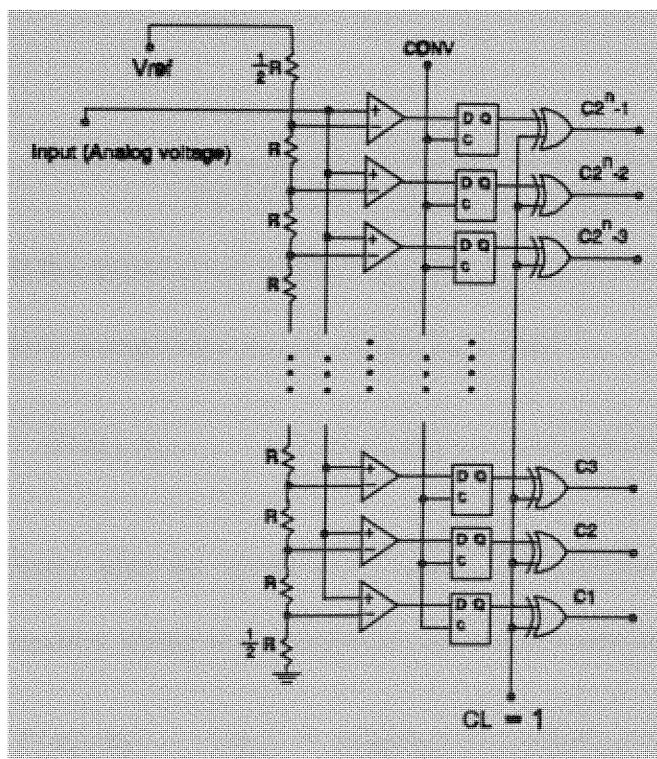 CONV
Vref
½R
Input (Analog voltage)
+
−
D Q
C
C2ⁿ-1
R
+
−
D Q
C
C2ⁿ-2
R
+
−
D Q
C
C2ⁿ-3
R
R
+
−
D Q
C
C3
R
+
−
D Q
C
C2
R
+
−
D Q
C
C1
½R
CL = 1